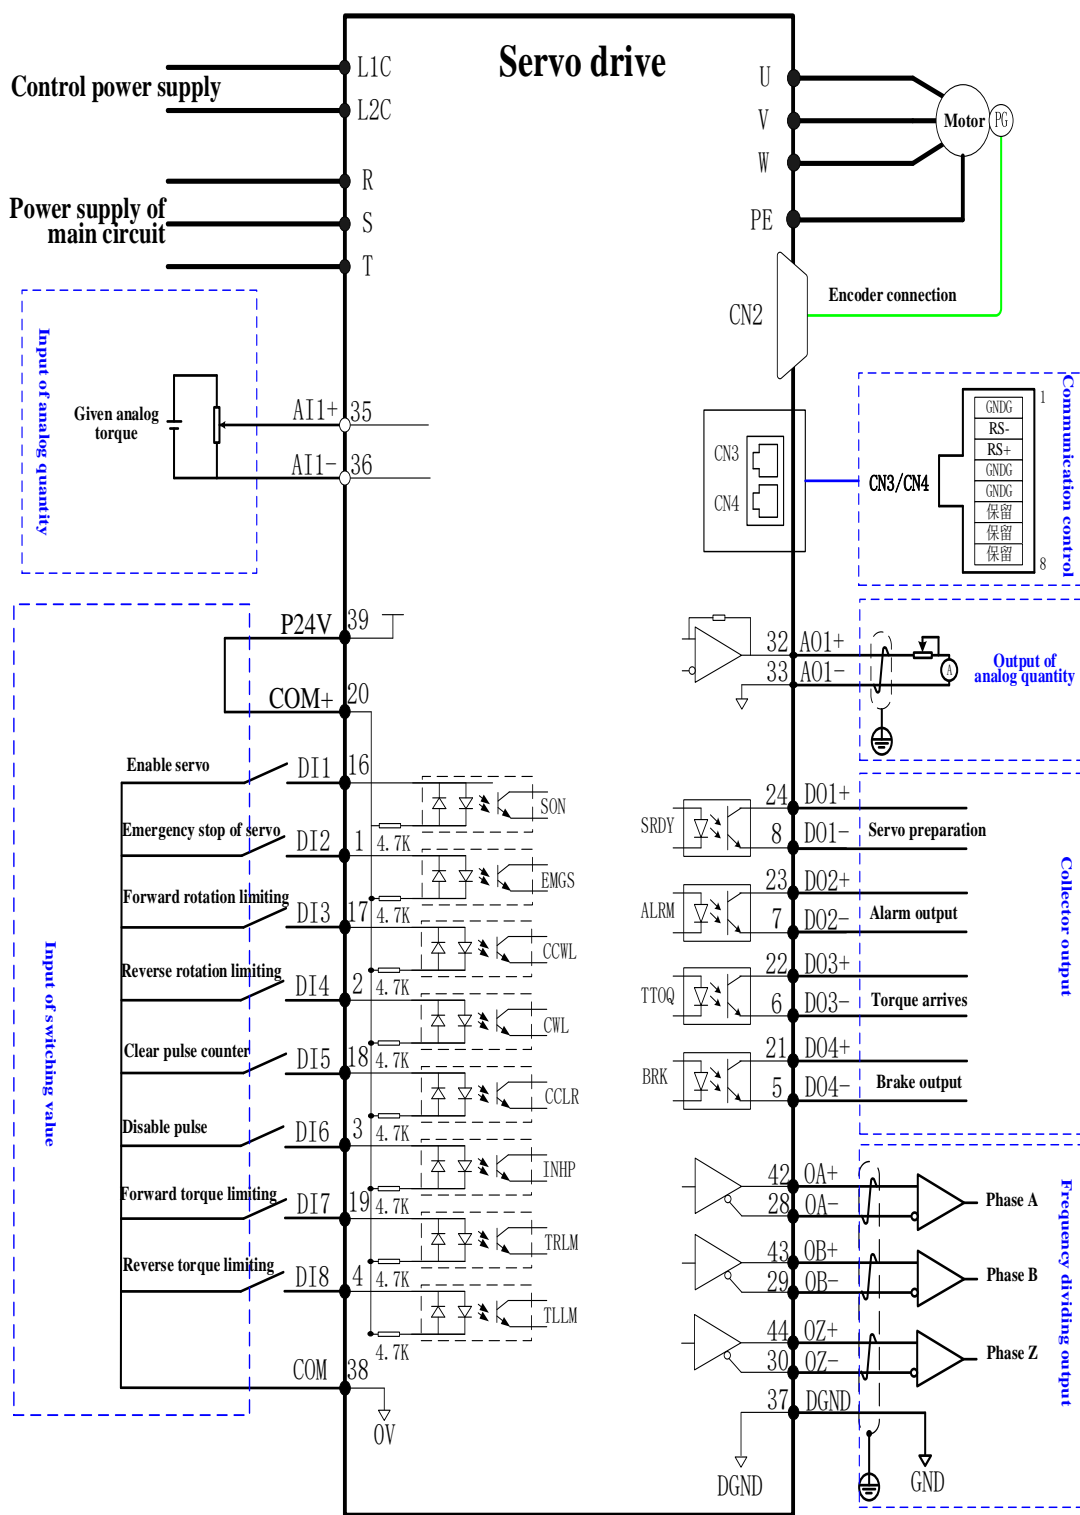 Servo drive
Control power supply
L1C
L2C
Power supply of
main circuit
R
S
T
U
V
W
PE
Motor
PG
CN2
Encoder connection
Input of analog quantity
Given analog
torque
AI1+
35
AI1-
36
CN3
CN4
CN3/CN4
1
GNDG
RS-
RS+
GNDG
GNDG
保留
保留
保留
8
Communication control
P24V
39
COM+
20
32
AO1+
33
AO1-
A
Output of
analog quantity
Input of switching value
Enable servo
DI1
16
4.7K
SON
Emergency stop of servo
DI2
1
4.7K
EMGS
Forward rotation limiting
DI3
17
4.7K
CCWL
Reverse rotation limiting
DI4
2
4.7K
CWL
Clear pulse counter
DI5
18
4.7K
CCLR
Disable pulse
DI6
3
4.7K
INHP
Forward torque limiting
DI7
19
4.7K
TRLM
Reverse torque limiting
DI8
4
4.7K
TLLM
COM
38
0V
SRDY
24
DO1+
8
DO1-
Servo preparation
ALRM
23
DO2+
7
DO2-
Alarm output
TTOQ
22
DO3+
6
DO3-
Torque arrives
BRK
21
DO4+
5
DO4-
Brake output
Collector output
42
OA+
28
OA-
Phase A
43
OB+
29
OB-
Phase B
44
OZ+
30
OZ-
Phase Z
37
DGND
DGND
GND
Frequency dividing output